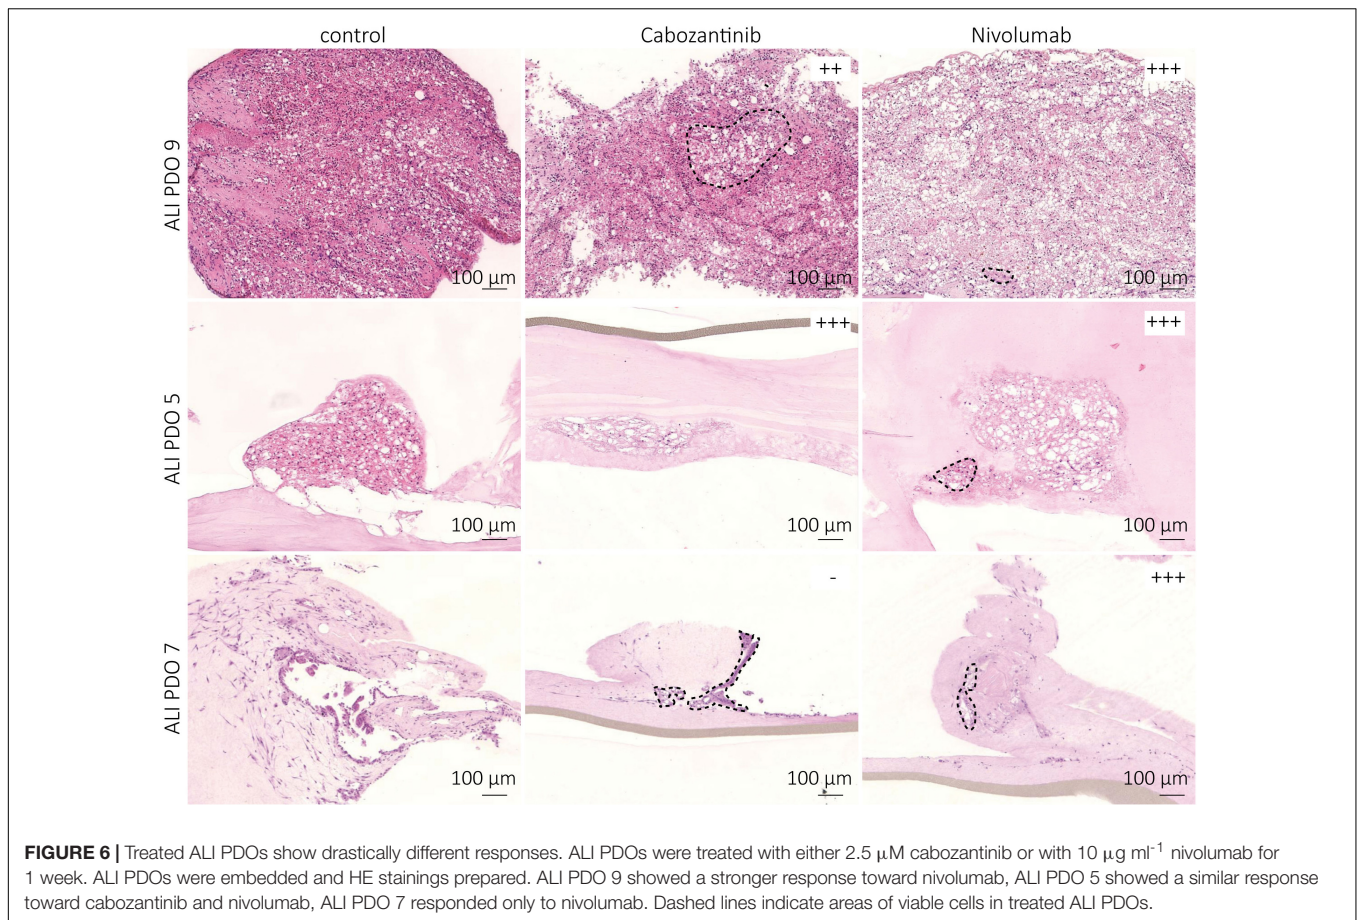 control Cabozantinib Nivolumab
ALI PDO 9
++
+++
100 µm 100 µm 100 µm
ALI PDO 5
+++
+++
100 µm 100 µm 100 µm
ALI PDO 7
-
+++
100 µm 100 µm 100 µm
FIGURE 6 | Treated ALI PDOs show drastically different responses. ALI PDOs were treated with either 2.5 µM cabozantinib or with 10 µg ml⁻¹ nivolumab for
1 week. ALI PDOs were embedded and HE stainings prepared. ALI PDO 9 showed a stronger response toward nivolumab, ALI PDO 5 showed a similar response
toward cabozantinib and nivolumab, ALI PDO 7 responded only to nivolumab. Dashed lines indicate areas of viable cells in treated ALI PDOs.